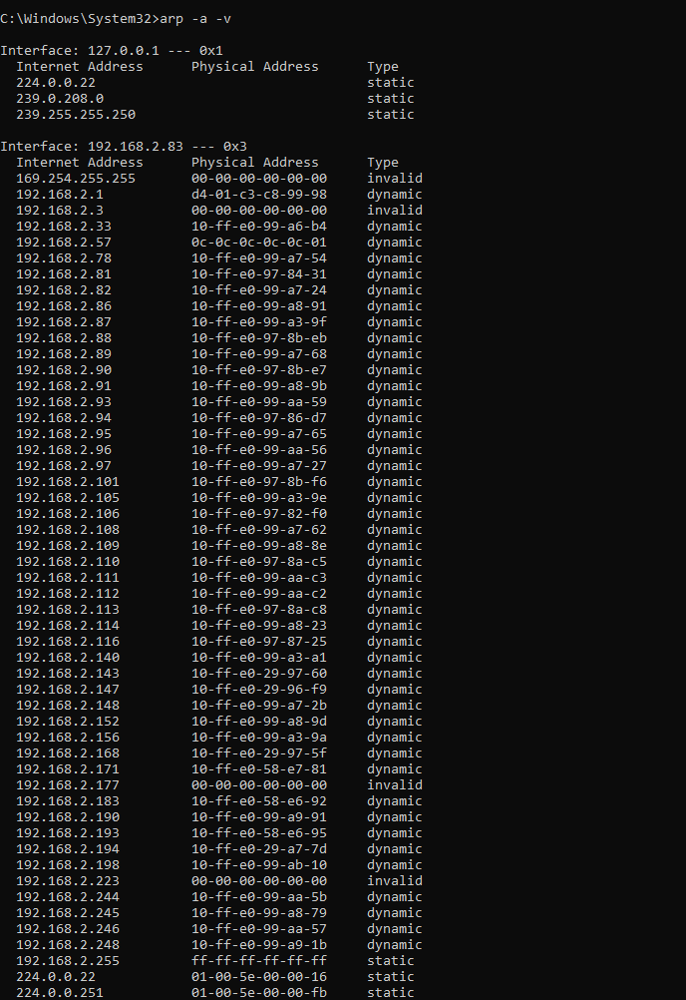 C:\Windows\System32>arp -a -v
Interface: 127.0.0.1 --- 0x1
Internet Address Physical Address Type
224.0.0.22 static
239.0.208.0 static
239.255.255.250 static
Interface: 192.168.2.83 --- 0x3
Internet Address Physical Address Type
169.254.255.255 00-00-00-00-00-00 invalid
192.168.2.1 d4-01-c3-c8-99-98 dynamic
192.168.2.3 00-00-00-00-00-00 invalid
192.168.2.33 10-ff-e0-99-a6-b4 dynamic
192.168.2.57 0c-0c-0c-0c-0c-01 dynamic
192.168.2.78 10-ff-e0-99-a7-54 dynamic
192.168.2.81 10-ff-e0-97-84-31 dynamic
192.168.2.82 10-ff-e0-99-a7-24 dynamic
192.168.2.86 10-ff-e0-99-a8-91 dynamic
192.168.2.87 10-ff-e0-99-a3-9f dynamic
192.168.2.88 10-ff-e0-97-8b-eb dynamic
192.168.2.89 10-ff-e0-99-a7-68 dynamic
192.168.2.90 10-ff-e0-97-8b-e7 dynamic
192.168.2.91 10-ff-e0-99-a8-9b dynamic
192.168.2.93 10-ff-e0-99-aa-59 dynamic
192.168.2.94 10-ff-e0-97-86-d7 dynamic
192.168.2.95 10-ff-e0-99-a7-65 dynamic
192.168.2.96 10-ff-e0-99-aa-56 dynamic
192.168.2.97 10-ff-e0-99-a7-27 dynamic
192.168.2.101 10-ff-e0-97-8b-f6 dynamic
192.168.2.105 10-ff-e0-99-a3-9e dynamic
192.168.2.106 10-ff-e0-97-82-f0 dynamic
192.168.2.108 10-ff-e0-99-a7-62 dynamic
192.168.2.109 10-ff-e0-99-a8-8e dynamic
192.168.2.110 10-ff-e0-97-8a-c5 dynamic
192.168.2.111 10-ff-e0-99-aa-c3 dynamic
192.168.2.112 10-ff-e0-99-aa-c2 dynamic
192.168.2.113 10-ff-e0-97-8a-c8 dynamic
192.168.2.114 10-ff-e0-99-a8-23 dynamic
192.168.2.116 10-ff-e0-97-87-25 dynamic
192.168.2.140 10-ff-e0-99-a3-a1 dynamic
192.168.2.143 10-ff-e0-29-97-60 dynamic
192.168.2.147 10-ff-e0-29-96-f9 dynamic
192.168.2.148 10-ff-e0-99-a7-2b dynamic
192.168.2.152 10-ff-e0-99-a8-9d dynamic
192.168.2.156 10-ff-e0-99-a3-9a dynamic
192.168.2.168 10-ff-e0-29-97-5f dynamic
192.168.2.171 10-ff-e0-58-e7-81 dynamic
192.168.2.177 00-00-00-00-00-00 invalid
192.168.2.183 10-ff-e0-58-e6-92 dynamic
192.168.2.190 10-ff-e0-99-a9-91 dynamic
192.168.2.193 10-ff-e0-58-e6-95 dynamic
192.168.2.194 10-ff-e0-29-a7-7d dynamic
192.168.2.198 10-ff-e0-99-ab-10 dynamic
192.168.2.223 00-00-00-00-00-00 invalid
192.168.2.244 10-ff-e0-99-aa-5b dynamic
192.168.2.245 10-ff-e0-99-a8-79 dynamic
192.168.2.246 10-ff-e0-99-aa-57 dynamic
192.168.2.248 10-ff-e0-99-a9-1b dynamic
192.168.2.255 ff-ff-ff-ff-ff-ff static
224.0.0.22 01-00-5e-00-00-16 static
224.0.0.251 01-00-5e-00-00-fb static